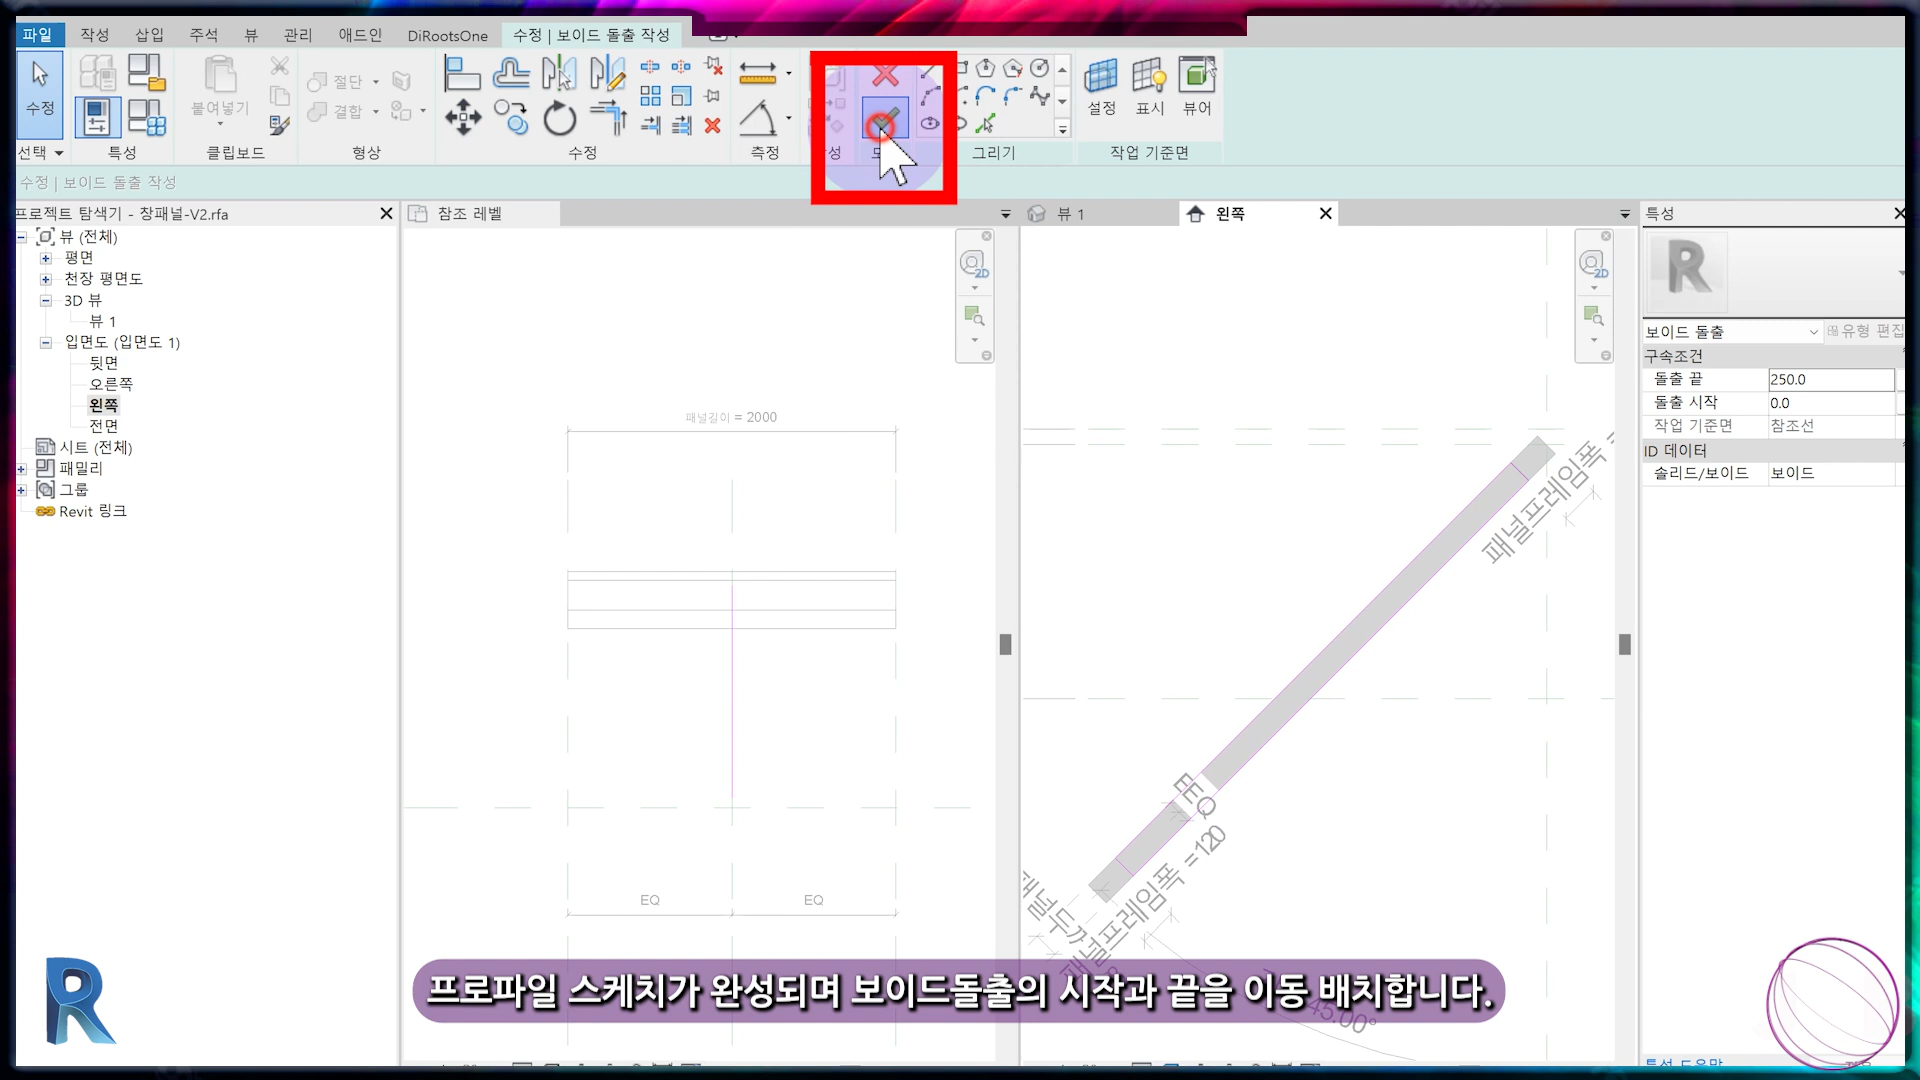 파일 작성 삽입 주석 뷰 관리 애드인 DiRootsOne 수정 | 보이드 돌출 작성
수정
붙여넣기
절단
결합
설정 표시 뷰어
선택 특성 클립보드 형상 수정 측정 성 모 그리기 작업 기준면
수정 | 보이드 돌출 작성
프로젝트 탐색기 - 창패널-V2.rfa
뷰 (전체)
평면
천장 평면도
3D 뷰
뷰 1
입면도 (입면도 1)
뒷면
오른쪽
왼쪽
전면
시트 (전체)
패밀리
그룹
Revit 링크
참조 레벨
패널길이 = 2000
EQ EQ
뷰 1 왼쪽
2D
2D
패널프레임폭 =
EQ
패널프레임폭 =120
45.00°
특성
R
보이드 돌출 유형 편집
구속조건
돌출 끝 250.0
돌출 시작 0.0
작업 기준면 참조선
ID 데이터
솔리드/보이드 보이드
특성 도움말
프로파일 스케치가 완성되며 보이드돌출의 시작과 끝을 이동 배치합니다.
R